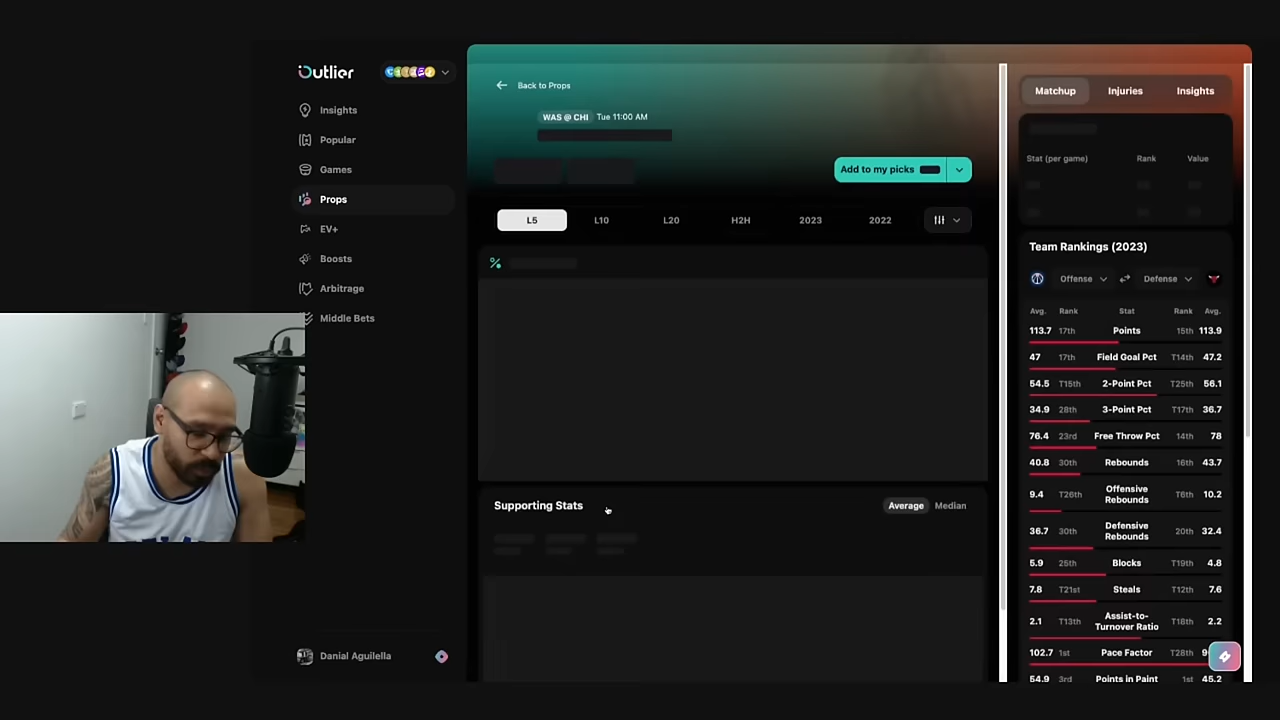 Outlier
Insights
Popular
Games
Props
EV+
Boosts
Arbitrage
Middle Bets
Danial Aguilella
Back to Props
WAS @ CHI Tue 11:00 AM
Add to my picks
L5 L10 L20 H2H 2023 2022
%
Supporting Stats
Average Median
Matchup Injuries Insights
Stat (per game) Rank Value
Team Rankings (2023)
Offense Defense
Avg. Rank Stat Rank Avg.
113.7 17th Points 15th 113.9
47 17th Field Goal Pct T14th 47.2
54.5 T15th 2-Point Pct T25th 56.1
34.9 28th 3-Point Pct T17th 36.7
76.4 23rd Free Throw Pct 14th 78
40.8 30th Rebounds 16th 43.7
9.4 T26th Offensive Rebounds T6th 10.2
36.7 30th Defensive Rebounds 20th 32.4
5.9 25th Blocks T19th 4.8
7.8 T21st Steals T12th 7.6
2.1 T13th Assist-to-Turnover Ratio T18th 2.2
102.7 1st Pace Factor T28th
54.9 3rd Points in Paint 1st 45.2